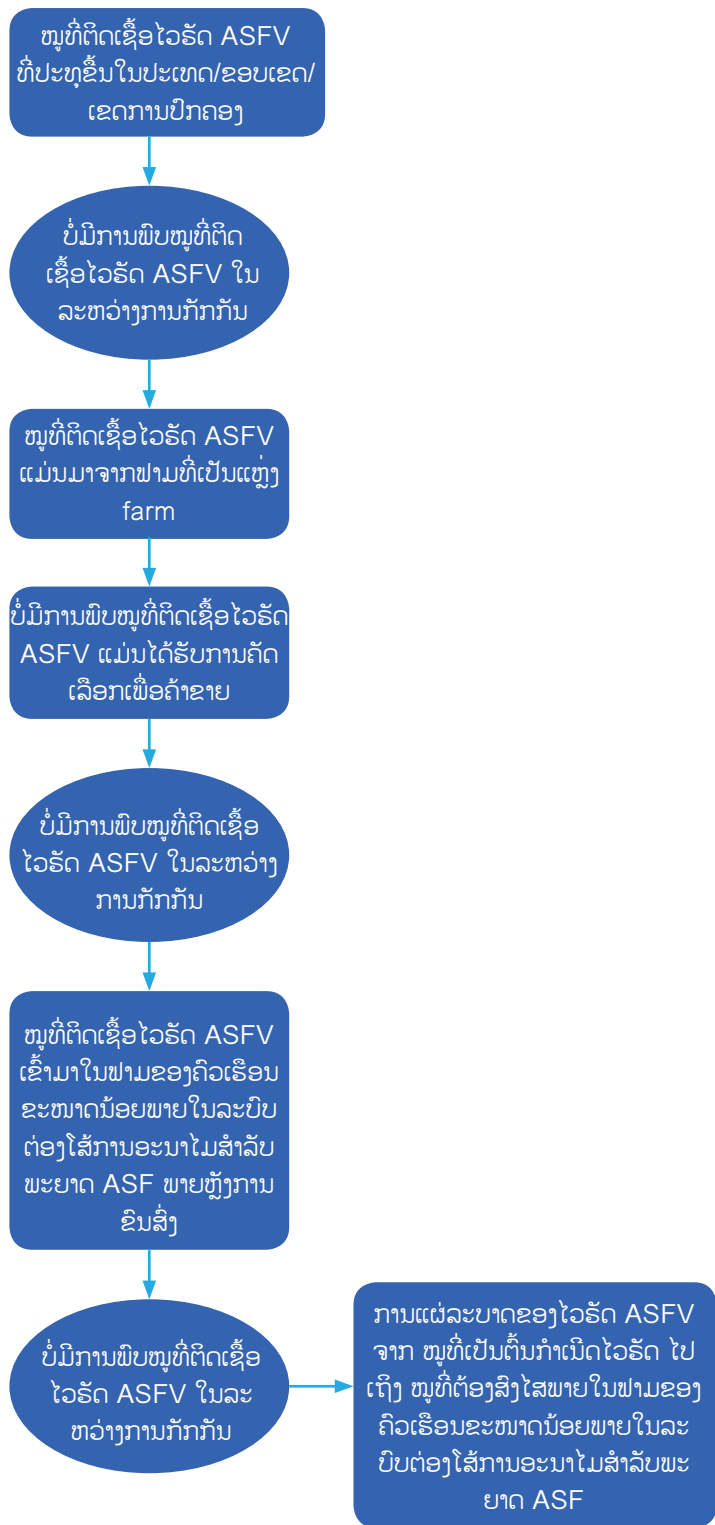 ໝູທີ່ຕິດເຊື້ອໄວຣັດ ASFV
ທີ່ປະທຸຂຶ້ນໃນປະເທດ/ຂອບເຂດ/
ເຂດການປົກຄອງ
ບໍ່ມີການພົບໝູທີ່ຕິດ
ເຊື້ອໄວຣັດ ASFV ໃນ
ລະຫວ່າງການກັກກັນ
ໝູທີ່ຕິດເຊື້ອໄວຣັດ ASFV
ແມ່ນມາຈາກຟາມທີ່ເປັນແຫຼ່ງ
farm
ບໍ່ມີການພົບໝູທີ່ຕິດເຊື້ອໄວຣັດ
ASFV ແມ່ນໄດ້ຮັບການຄັດ
ເລືອກເພື່ອຄ້າຂາຍ
ບໍ່ມີການພົບໝູທີ່ຕິດເຊື້ອ
ໄວຣັດ ASFV ໃນລະຫວ່າງ
ການກັກກັນ
ໝູທີ່ຕິດເຊື້ອໄວຣັດ ASFV
ເຂົ້າມາໃນຟາມຂອງຄົວເຮືອນ
ຂະໜາດນ້ອຍພາຍໃນລະບົບ
ຕ່ອງໂສ້ການອະນາໄມສຳລັບ
ພະຍາດ ASF ພາຍຫຼັງການ
ຂົນສົ່ງ
ບໍ່ມີການພົບໝູທີ່ຕິດເຊື້ອ
ໄວຣັດ ASFV ໃນລະ
ຫວ່າງການກັກກັນ
ການແຜ່ລະບາດຂອງໄວຣັດ ASFV
ຈາກ ໝູທີ່ເປັນຕົ້ນກຳເນີດໄວຣັດ ໄປ
ເຖິງ ໝູທີ່ຕ້ອງສົງໄສພາຍໃນຟາມຂອງ
ຄົວເຮືອນຂະໜາດນ້ອຍພາຍໃນລະ
ບົບຕ່ອງໂສ້ການອະນາໄມສຳລັບພະ
ຍາດ ASF